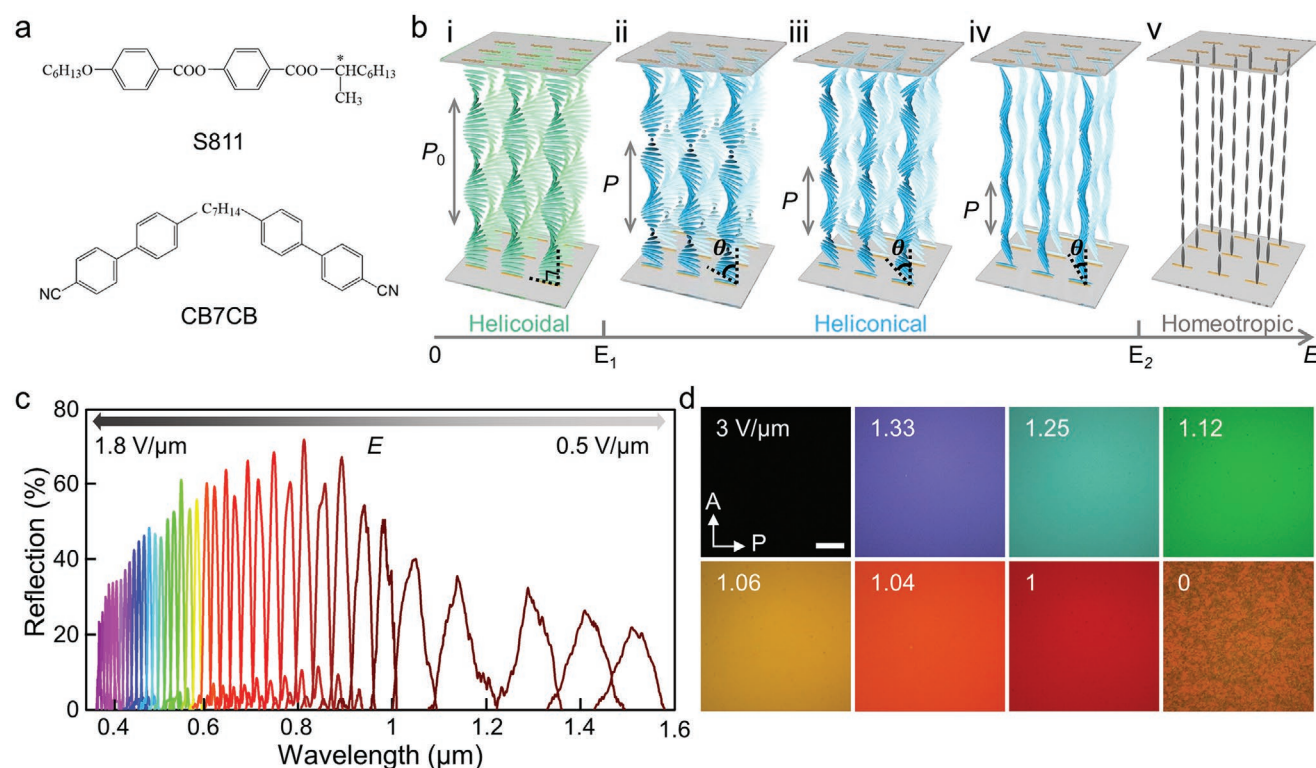 a
C6H13O
COO
COO
*
CH
C6H13
CH3
S811
C7H14
NC
CN
CB7CB
b
i
ii
iii
iv
v
P0
P
P
P
θ
θ
θ
Helicoidal
Heliconical
Homeotropic
0
E1
E2
E
c
80
60
40
20
0
Reflection (%)
1.8 V/μm
E
0.5 V/μm
0.4
0.6
0.8
1
1.2
1.4
1.6
Wavelength (μm)
d
3 V/μm
1.33
1.25
1.12
A
P
1.06
1.04
1
0